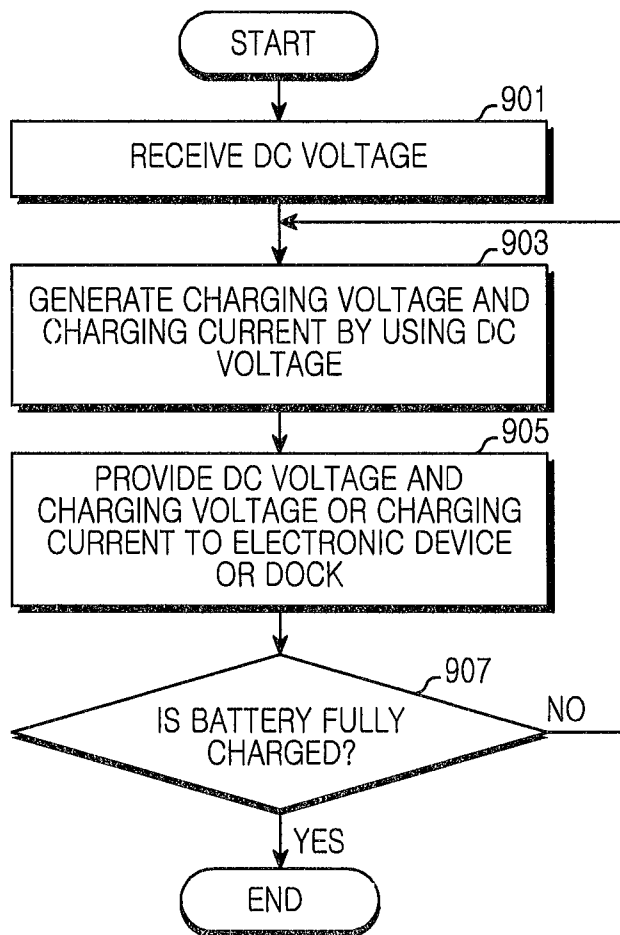 START
901
RECEIVE DC VOLTAGE
903
GENERATE CHARGING VOLTAGE AND
CHARGING CURRENT BY USING DC
VOLTAGE
905
PROVIDE DC VOLTAGE AND
CHARGING VOLTAGE OR CHARGING
CURRENT TO ELECTRONIC DEVICE
OR DOCK
907
IS BATTERY FULLY
CHARGED?
NO
YES
END